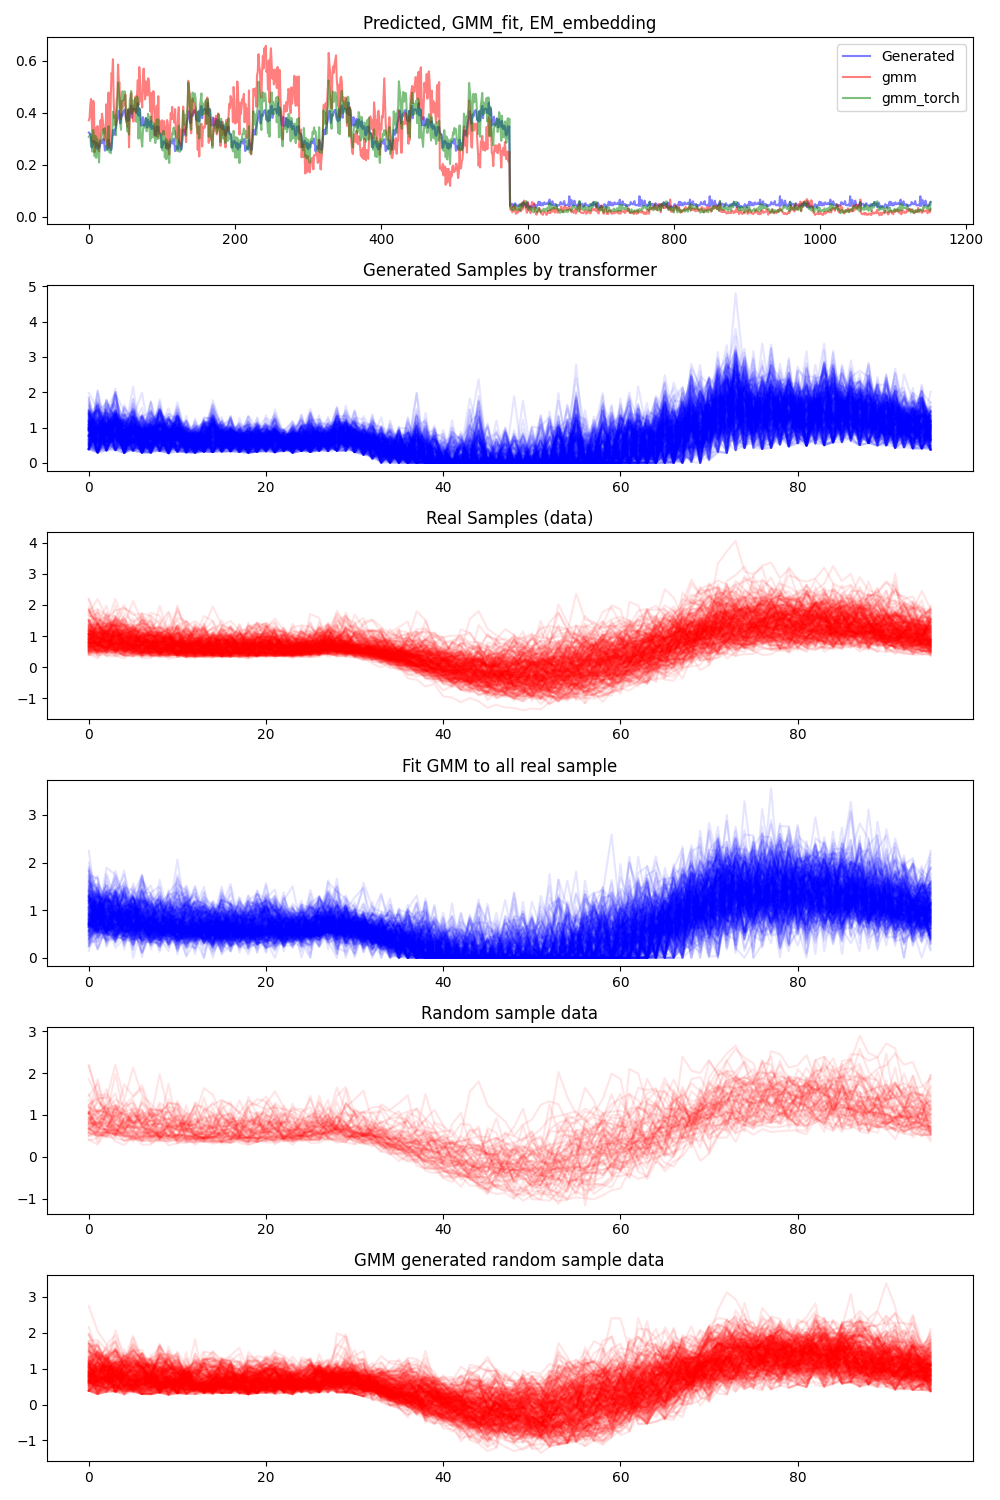 Predicted, GMM_fit, EM_embedding
0.6
0.4
0.2
0.0
Generated
gmm
gmm_torch
0 200 400 600 800 1000 1200
Generated Samples by transformer
5
4
3
2
1
0
0 20 40 60 80
Real Samples (data)
4
3
2
1
0
−1
0 20 40 60 80
Fit GMM to all real sample
3
2
1
0
0 20 40 60 80
Random sample data
3
2
1
0
−1
0 20 40 60 80
GMM generated random sample data
3
2
1
0
−1
0 20 40 60 80